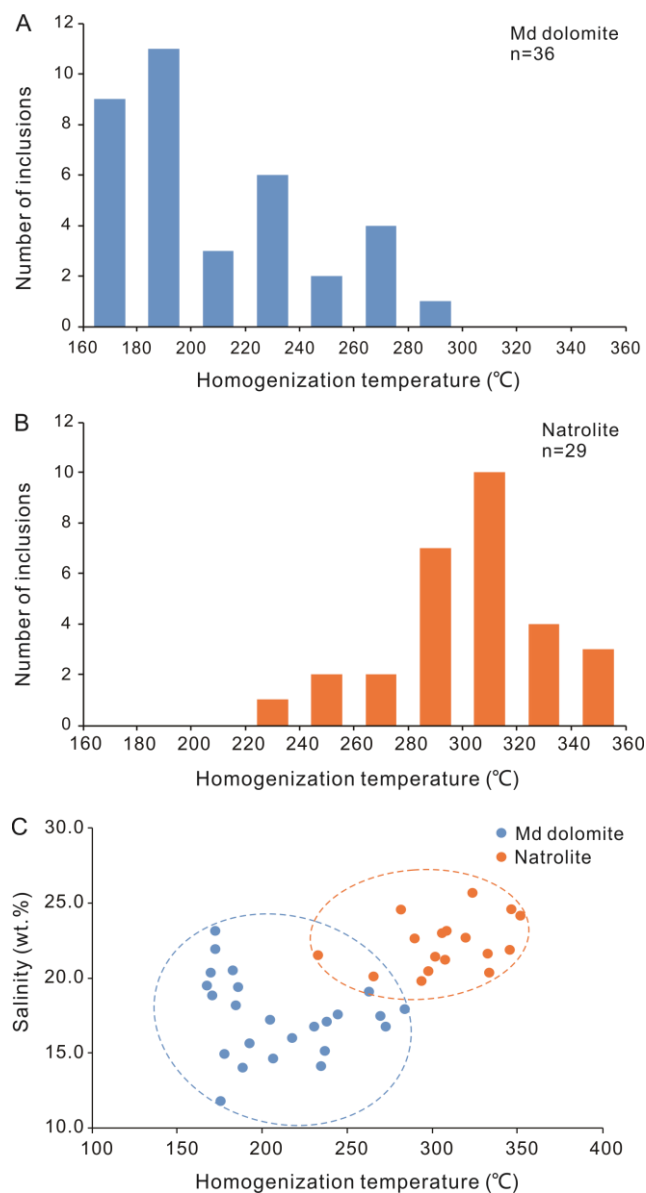 A
Md dolomite
n=36
Number of inclusions
12
10
8
6
4
2
0
160 180 200 220 240 260 280 300 320 340 360
Homogenization temperature (℃)
B
Natrolite
n=29
Number of inclusions
12
10
8
6
4
2
0
160 180 200 220 240 260 280 300 320 340 360
Homogenization temperature (℃)
C
Md dolomite
Natrolite
Salinity (wt.%)
30.0
25.0
20.0
15.0
10.0
100 150 200 250 300 350 400
Homogenization temperature (℃)